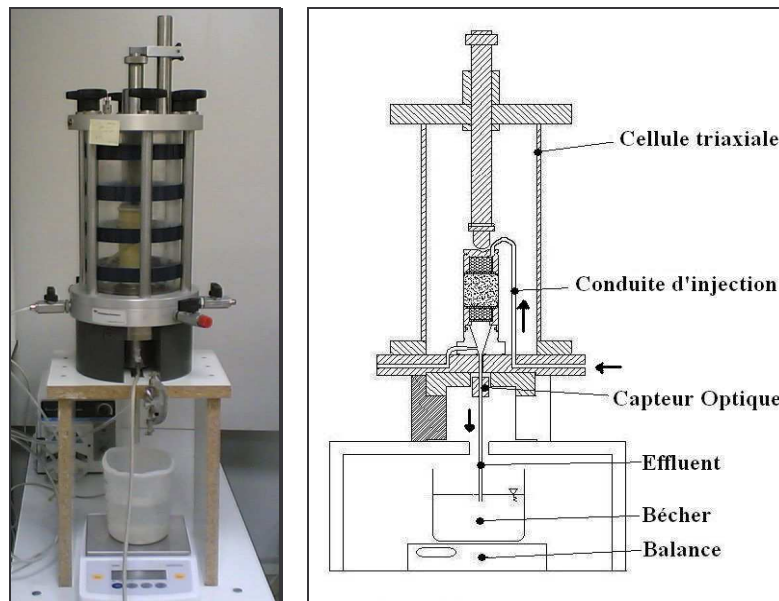 Cellule triaxiale
Conduite d'injection
Capteur Optique
Effluent
Bécher
Balance